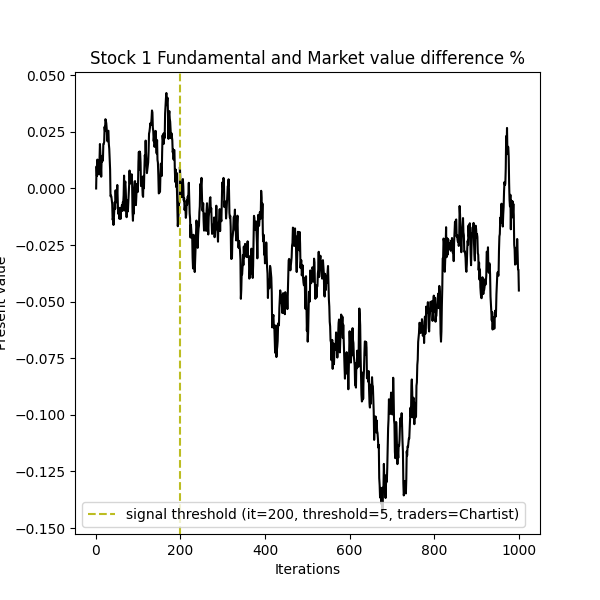 Stock 1 Fundamental and Market value difference %
0.050
0.025
0.000
−0.025
−0.050
−0.075
−0.100
−0.125
−0.150
Present value
signal threshold (it=200, threshold=5, traders=Chartist)
0 200 400 600 800 1000
Iterations